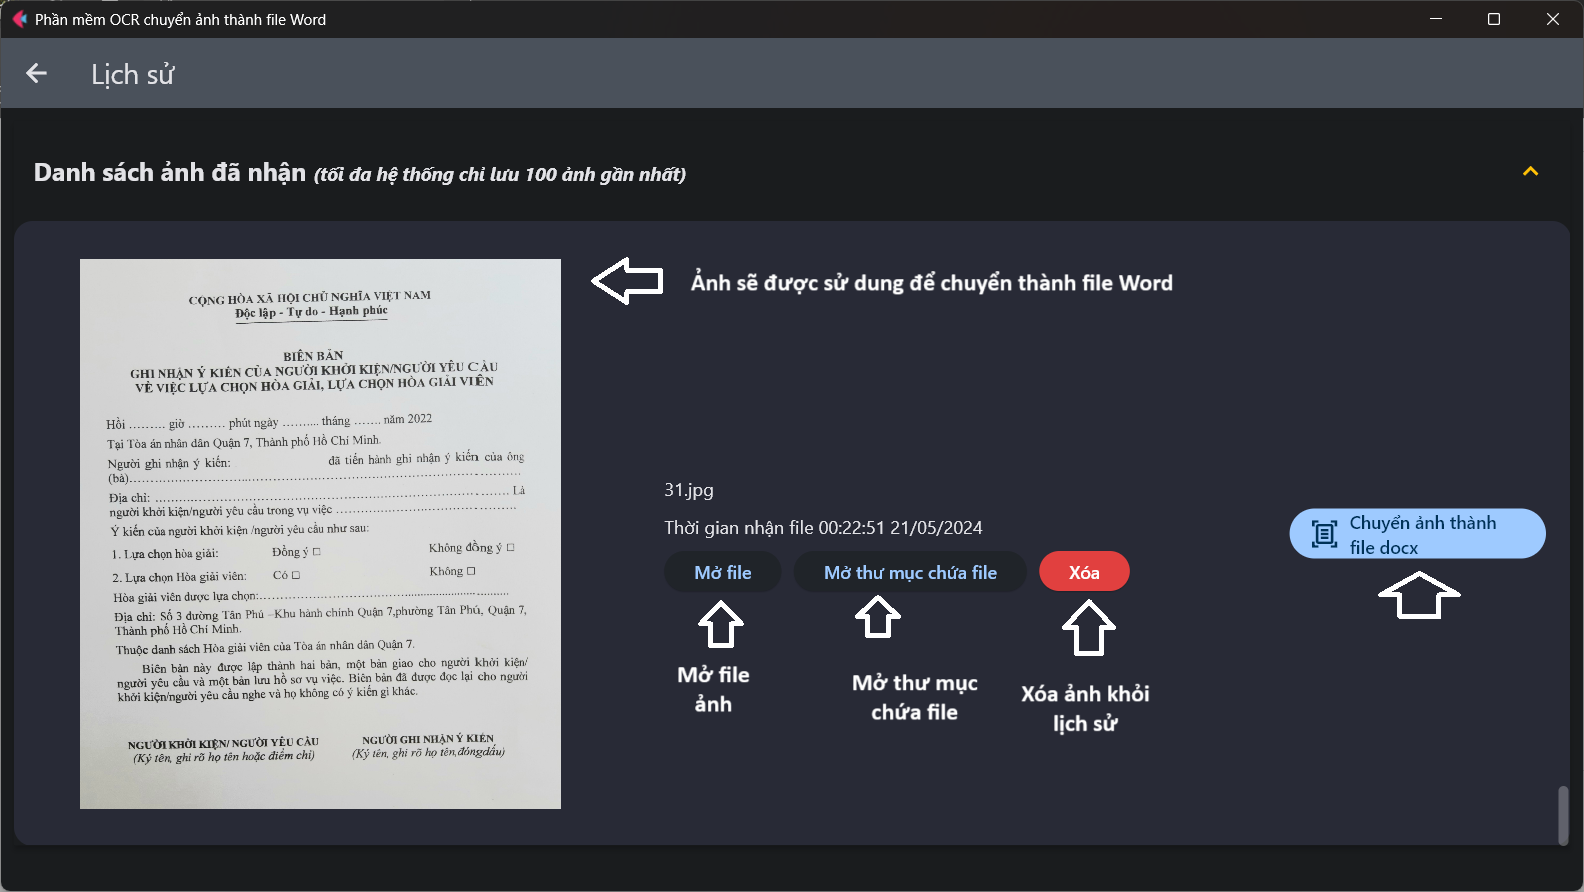 Phần mềm OCR chuyển ảnh thành file Word
Lịch sử
Danh sách ảnh đã nhận (tối đa hệ thống chỉ lưu 100 ảnh gần nhất)
CỘNG HÒA XÃ HỘI CHỦ NGHĨA VIỆT NAM
Độc lập - Tự do - Hạnh phúc
BIÊN BẢN
GHI NHẬN Ý KIẾN CỦA NGƯỜI KHỞI KIỆN/NGƯỜI YÊU CẦU
VỀ VIỆC LỰA CHỌN HÒA GIẢI, LỰA CHỌN HÒA GIẢI VIÊN
Hồi ......... giờ ......... phút ngày .......... tháng ....... năm 2022
Tại Tòa án nhân dân Quận 7, Thành phố Hồ Chí Minh.
Người ghi nhận ý kiến: đã tiến hành ghi nhận ý kiến của ông
(bà)..........................................................................................
Địa chỉ: .................................................................................. Là
người khởi kiện/người yêu cầu trong vụ việc ..........................................
Ý kiến của người khởi kiện /người yêu cầu như sau:
1. Lựa chọn hòa giải: Đồng ý □ Không đồng ý □
2. Lựa chọn Hòa giải viên: Có □ Không □
Hòa giải viên được lựa chọn:..............................................................
Địa chỉ: Số 3 đường Tân Phú –Khu hành chính Quận 7,phường Tân Phú, Quận 7,
Thành phố Hồ Chí Minh.
Thuộc danh sách Hòa giải viên của Tòa án nhân dân Quận 7.
Biên bản này được lập thành hai bản, một bản giao cho người khởi kiện/
người yêu cầu và một bản lưu hồ sơ vụ việc. Biên bản đã được đọc lại cho người
khởi kiện/người yêu cầu nghe và họ không có ý kiến gì khác.
NGƯỜI KHỞI KIỆN/ NGƯỜI YÊU CẦU
(Ký tên, ghi rõ họ tên hoặc điểm chỉ)
NGƯỜI GHI NHẬN Ý KIẾN
(Ký tên, ghi rõ họ tên,đóng dấu)
Ảnh sẽ được sử dung để chuyển thành file Word
31.jpg
Thời gian nhận file 00:22:51 21/05/2024
Mở file
Mở thư mục chứa file
Xóa
Chuyển ảnh thành
file docx
Mở file
ảnh
Mở thư mục
chứa file
Xóa ảnh khỏi
lịch sử